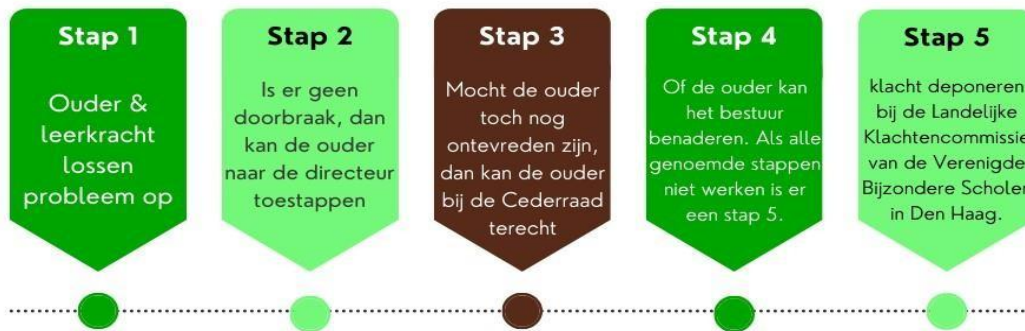 Stap 1
Ouder &
leerkracht
lossen
probleem op
Stap 2
Is er geen
doorbraak, dan
kan de ouder
naar de directeur
toestappen
Stap 3
Mocht de ouder
toch nog
ontevreden zijn,
dan kan de ouder
bij de Cederraad
terecht
Stap 4
Of de ouder kan
het bestuur
benaderen. Als alle
genoemde stappen
niet werken is er
een stap 5.
Stap 5
klacht deponeren
bij de Landelijke
Klachtencommissie
van de Verenigde
Bijzondere Scholen
in Den Haag.